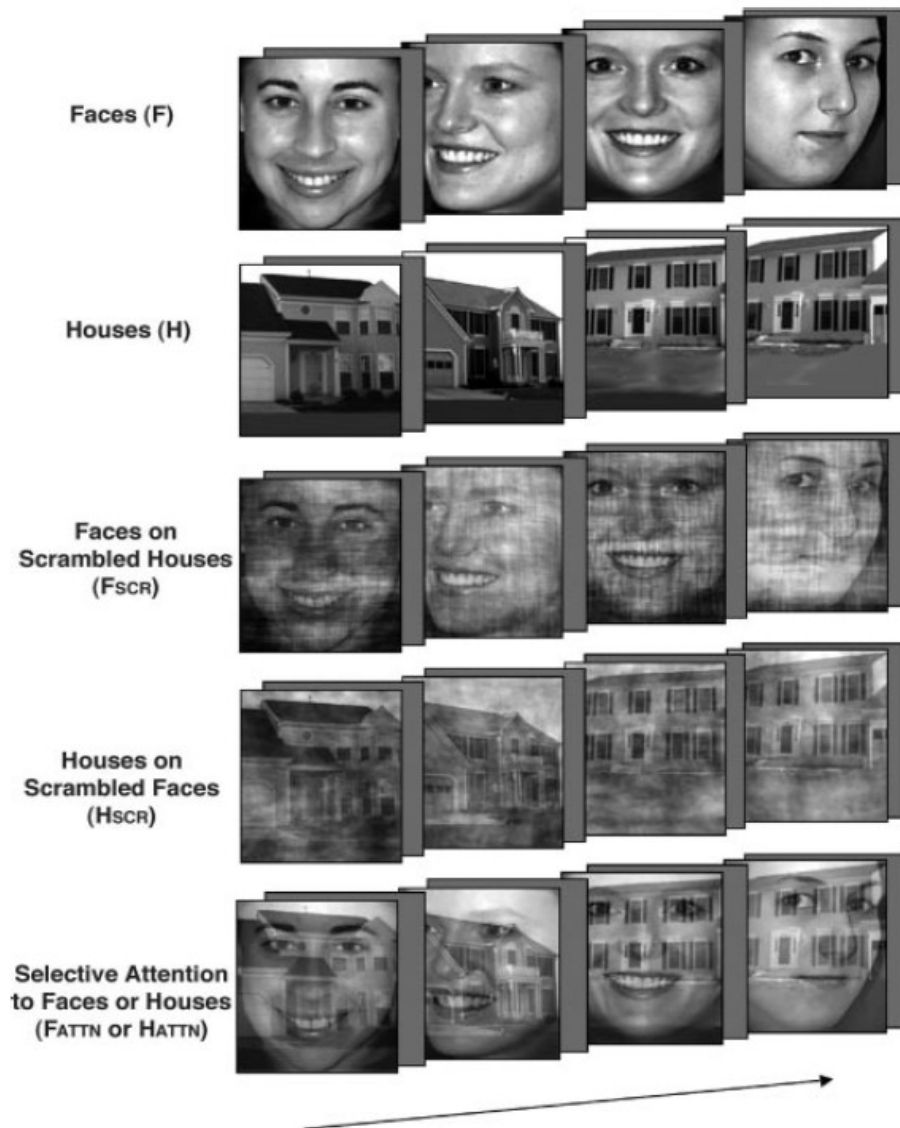 Faces (F)
Houses (H)
Faces on
Scrambled Houses
(FSCR)
Houses on
Scrambled Faces
(HSCR)
Selective Attention
to Faces or Houses
(FATTN or HATTN)